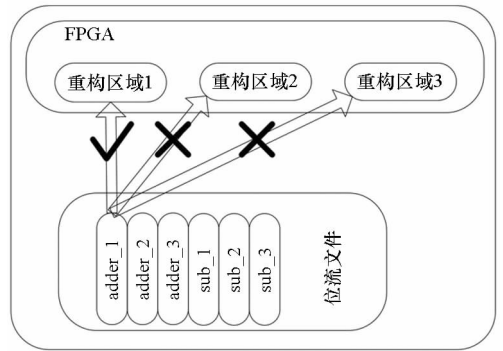 FPGA
重构区域1
重构区域2
重构区域3
adder_1
adder_2
adder_3
sub_1
sub_2
sub_3
位流文件